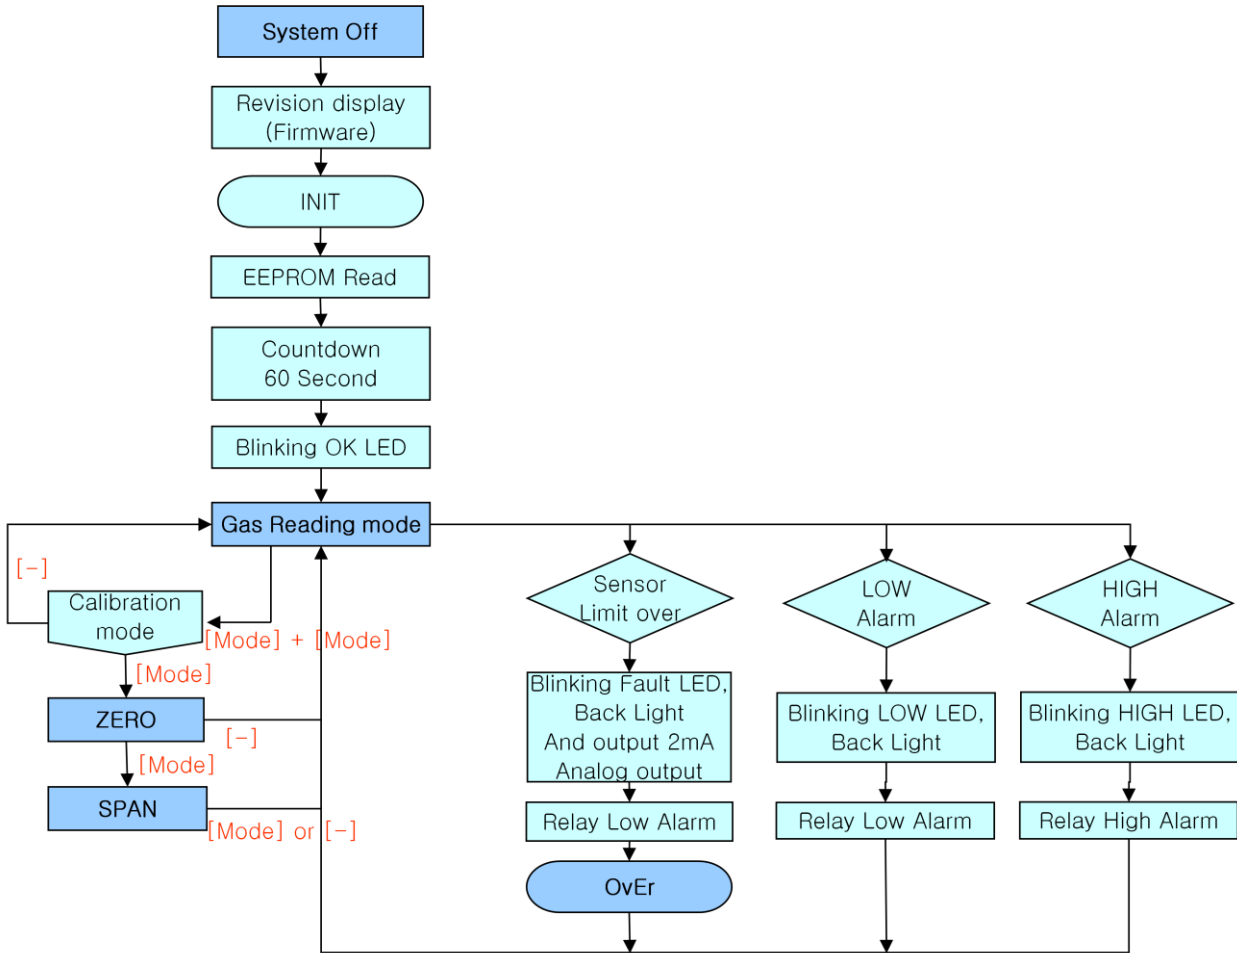 System Off
Revision display
(Firmware)
INIT
EEPROM Read
Countdown
60 Second
Blinking OK LED
Gas Reading mode
[-]
Calibration
mode
[Mode] + [Mode]
[Mode]
ZERO
[-]
[Mode]
SPAN
[Mode] or [-]
Sensor
Limit over
Blinking Fault LED,
Back Light
And output 2mA
Analog output
Relay Low Alarm
OvEr
LOW
Alarm
Blinking LOW LED,
Back Light
Relay Low Alarm
HIGH
Alarm
Blinking HIGH LED,
Back Light
Relay High Alarm